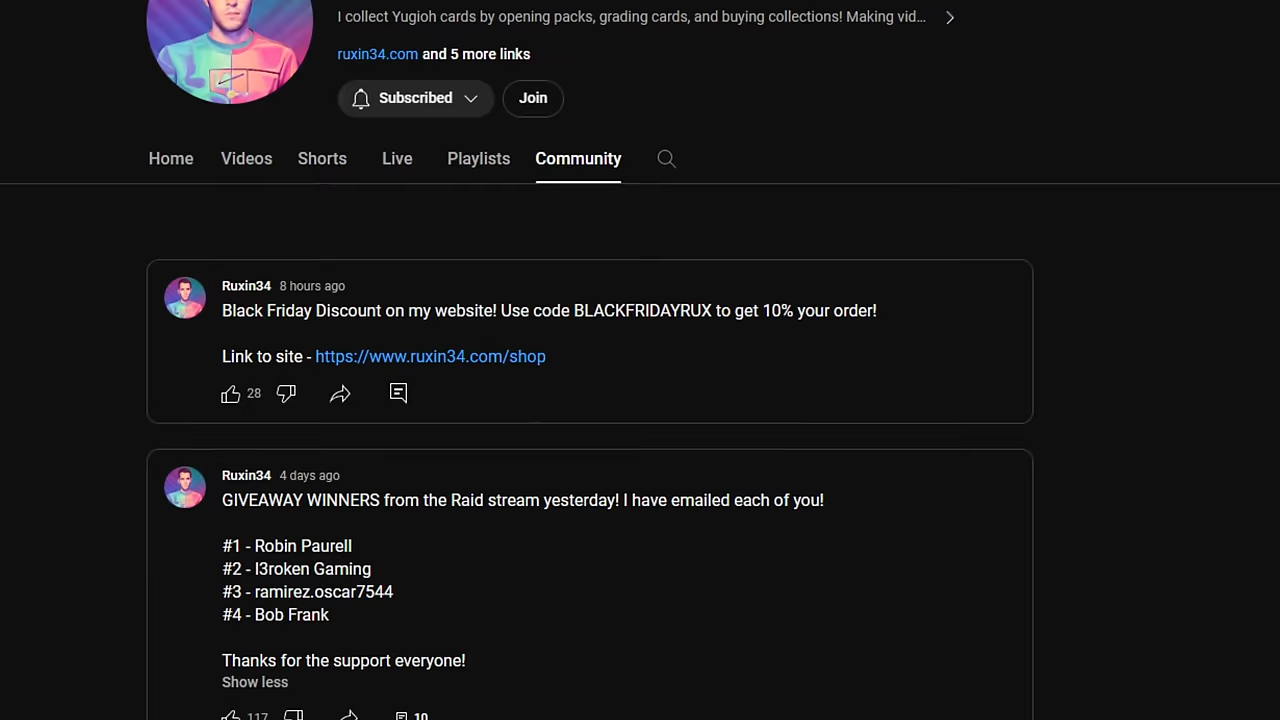 I collect Yugioh cards by opening packs, grading cards, and buying collections! Making vid...
ruxin34.com and 5 more links
Subscribed Join
Home Videos Shorts Live Playlists Community
Ruxin34 8 hours ago
Black Friday Discount on my website! Use code BLACKFRIDAYRUX to get 10% your order!
Link to site - https://www.ruxin34.com/shop
28
Ruxin34 4 days ago
GIVEAWAY WINNERS from the Raid stream yesterday! I have emailed each of you!
#1 - Robin Paurell
#2 - I3roken Gaming
#3 - ramirez.oscar7544
#4 - Bob Frank
Thanks for the support everyone!
Show less
117 10